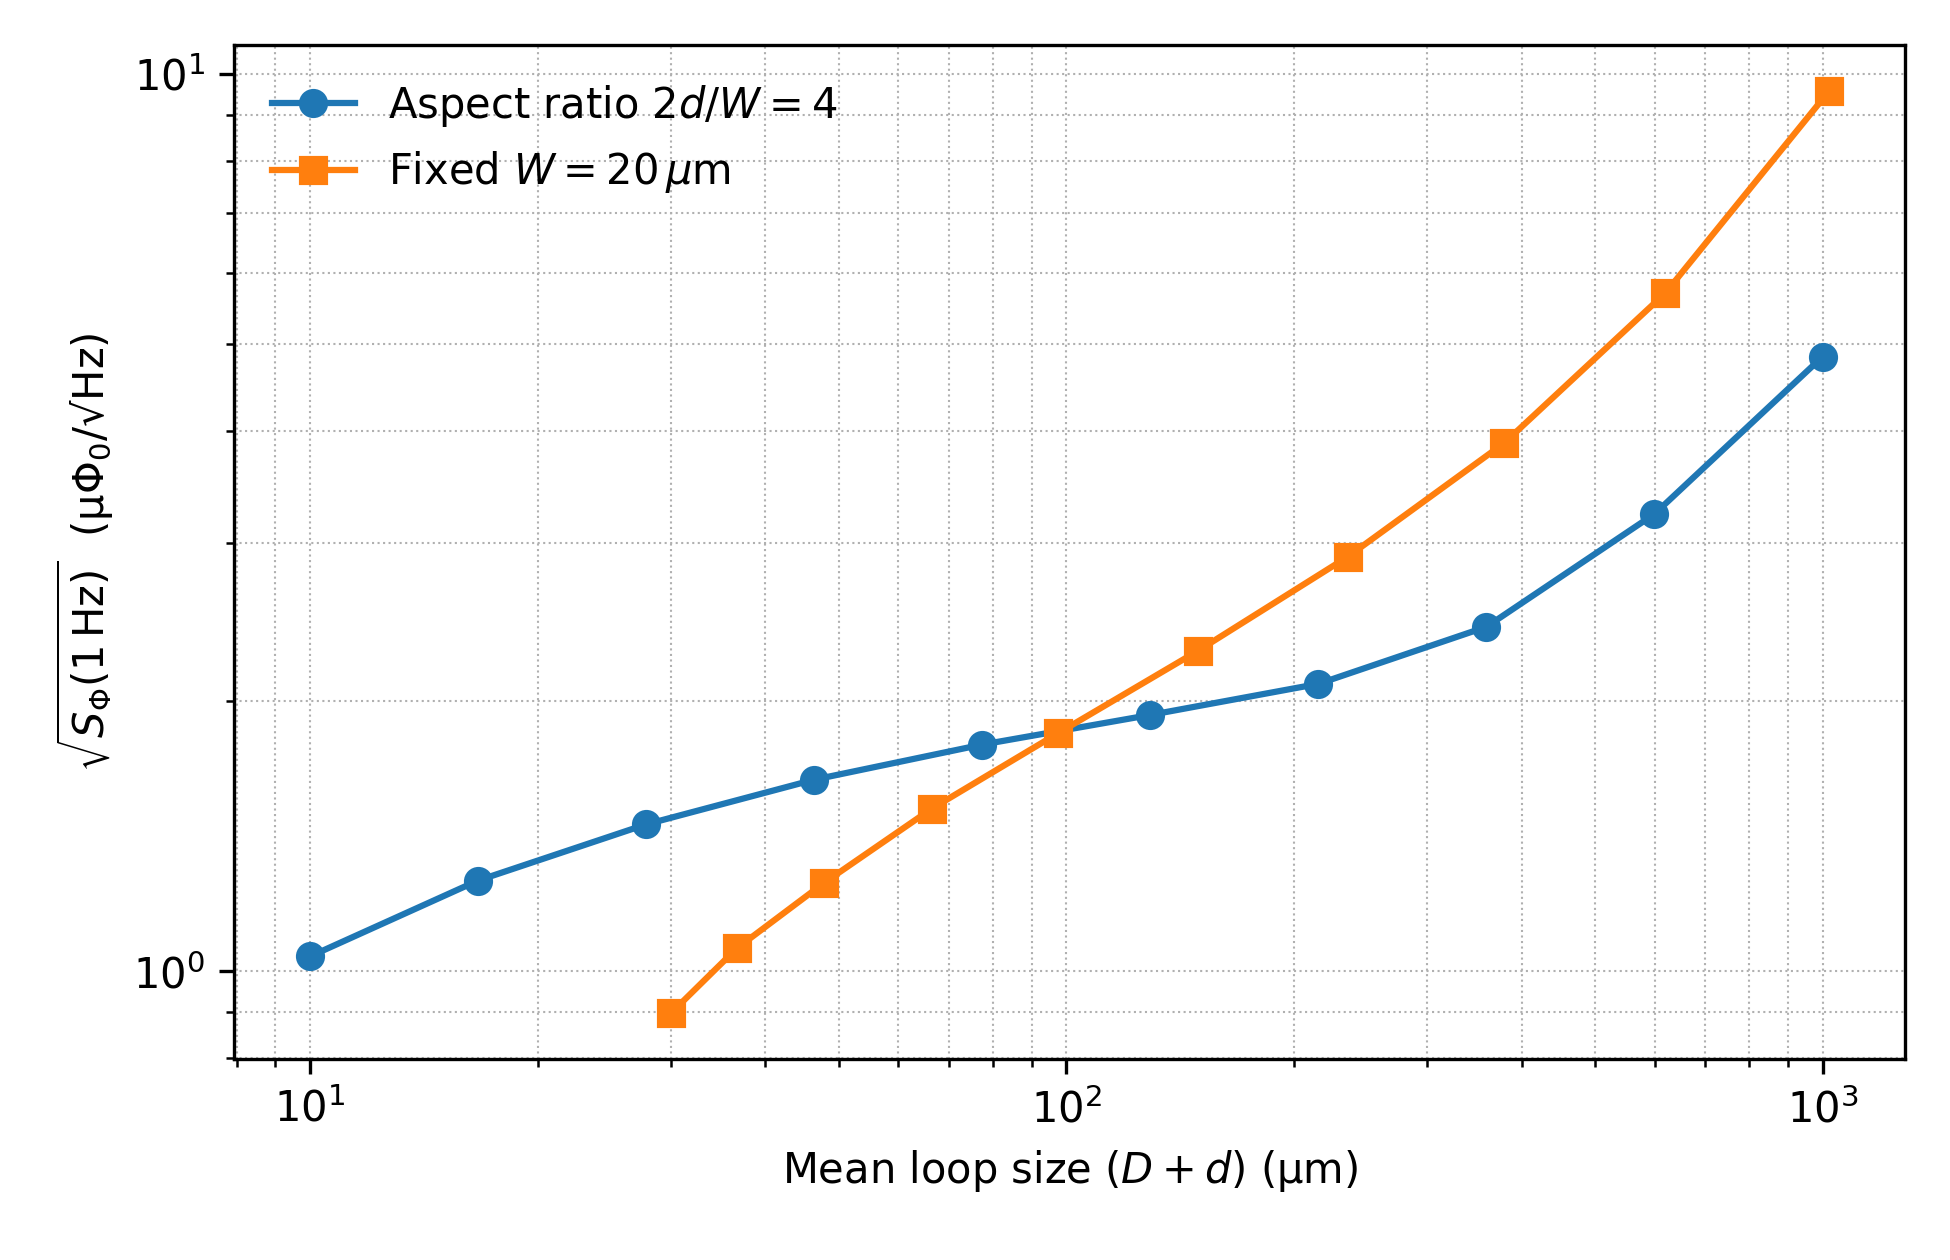 10¹
Aspect ratio 2d/W = 4
Fixed W = 20 μm
√S_Φ(1 Hz) (µΦ₀/√Hz)
10⁰
10¹ 10² 10³
Mean loop size (D + d) (µm)